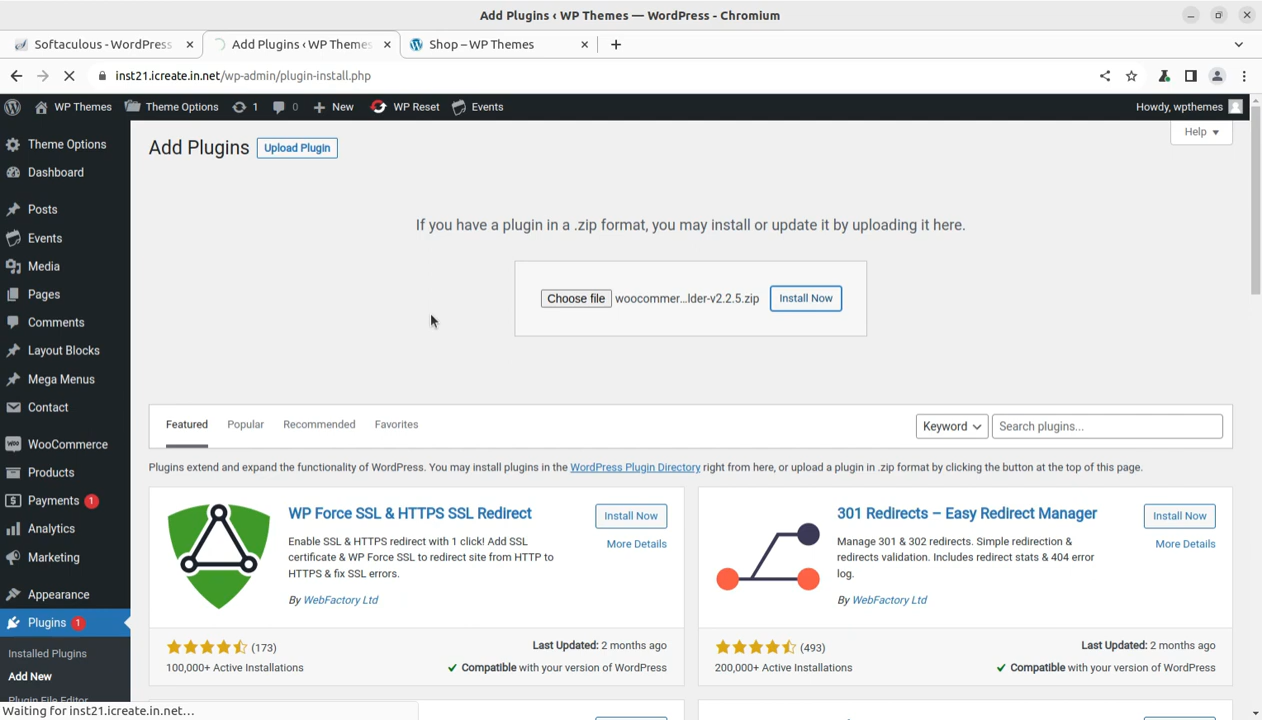 Add Plugins ‹ WP Themes — WordPress - Chromium
Softaculous - WordPress
Add Plugins ‹ WP Themes
Shop – WP Themes
inst21.icreate.in.net/wp-admin/plugin-install.php
WP Themes
Theme Options
1
0
New
WP Reset
Events
Howdy, wpthemes
Theme Options
Dashboard
Posts
Events
Media
Pages
Comments
Layout Blocks
Mega Menus
Contact
WooCommerce
Products
Payments 1
Analytics
Marketing
Appearance
Plugins 1
Installed Plugins
Add New
Plugin File Editor
Add Plugins
Upload Plugin
Help
If you have a plugin in a .zip format, you may install or update it by uploading it here.
Choose file woocommer...lder-v2.2.5.zip Install Now
Featured
Popular
Recommended
Favorites
Keyword
Search plugins...
Plugins extend and expand the functionality of WordPress. You may install plugins in the WordPress Plugin Directory right from here, or upload a plugin in .zip format by clicking the button at the top of this page.
WP Force SSL & HTTPS SSL Redirect
Install Now
More Details
Enable SSL & HTTPS redirect with 1 click! Add SSL
certificate & WP Force SSL to redirect site from HTTP to
HTTPS & fix SSL errors.
By WebFactory Ltd
(173)
100,000+ Active Installations
Last Updated: 2 months ago
Compatible with your version of WordPress
301 Redirects – Easy Redirect Manager
Install Now
More Details
Manage 301 & 302 redirects. Simple redirection &
redirects validation. Includes redirect stats & 404 error
log.
By WebFactory Ltd
(493)
200,000+ Active Installations
Last Updated: 2 months ago
Compatible with your version of WordPress
Waiting for inst21.icreate.in.net...